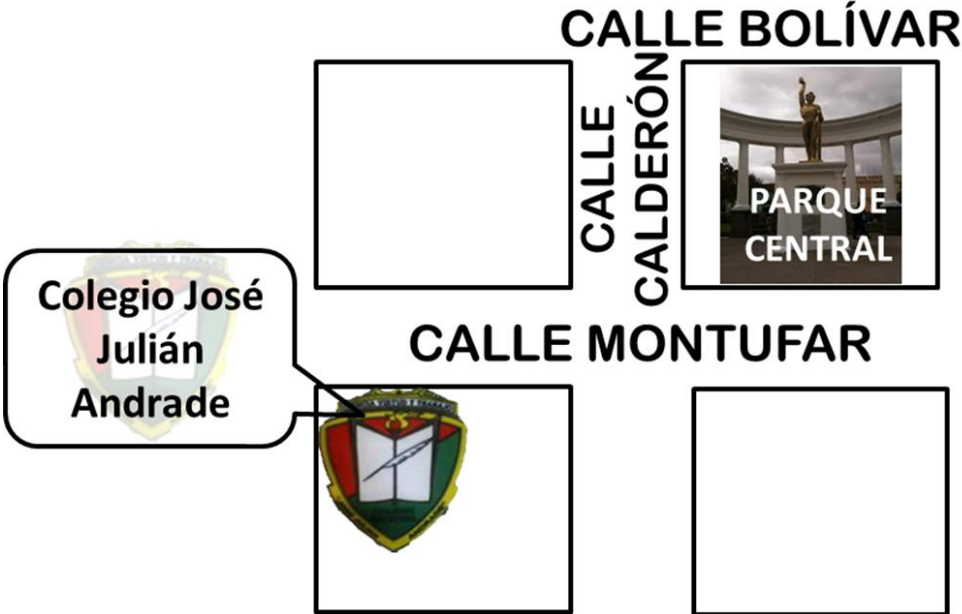 CALLE BOLÍVAR
CALLE
CALDERÓN
PARQUE
CENTRAL
Colegio José
Julián
Andrade
CALLE MONTUFAR